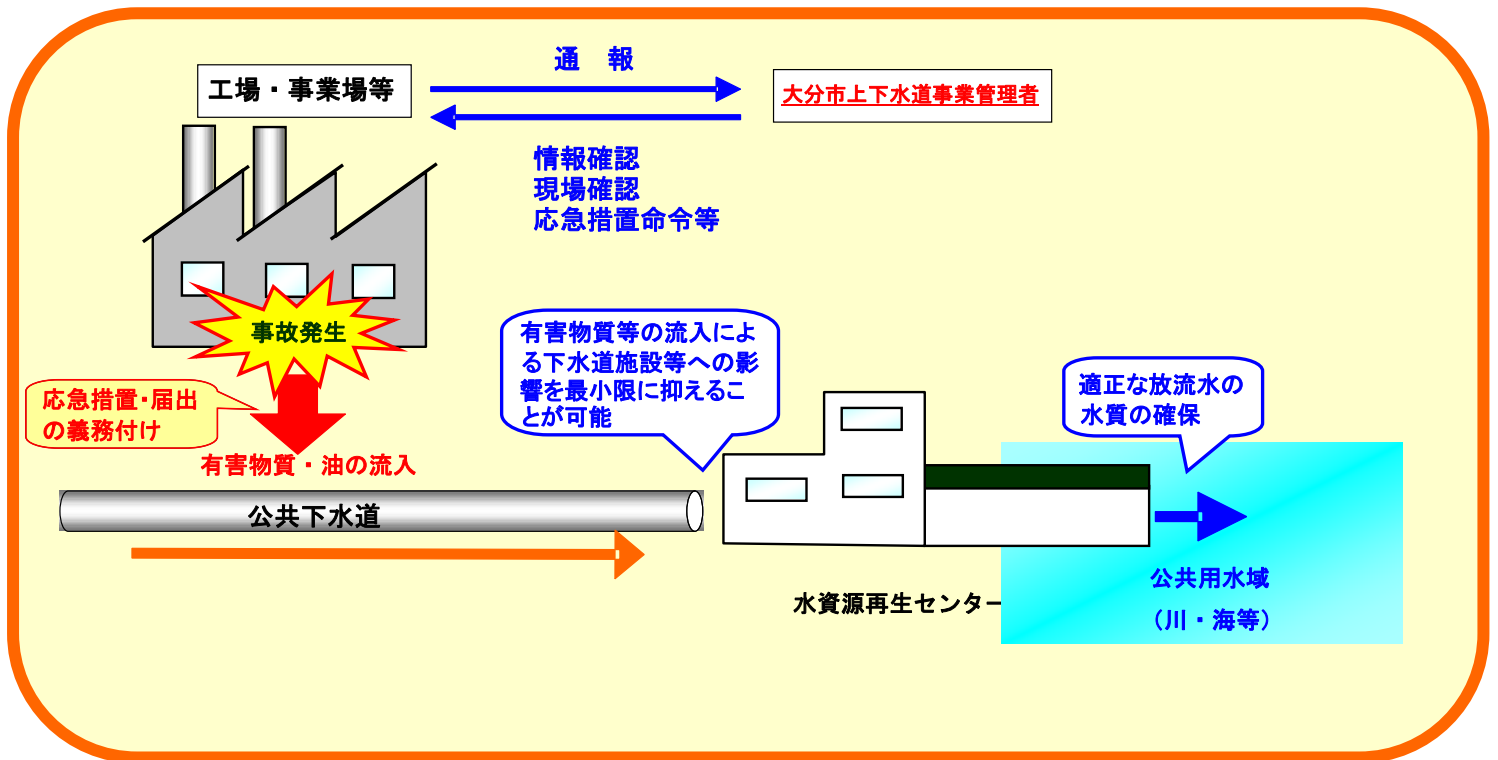 通　報
工場・事業場等
大分市上下水道事業管理者
情報確認
現場確認
応急措置命令等
事故発生
有害物質等の流入によ
る下水道施設等への影
響を最小限に抑えるこ
とが可能
適正な放流水の
水質の確保
応急措置・届出
の義務付け
有害物質・油の流入
公共下水道
水資源再生センター
公共用水域
（川・海等）